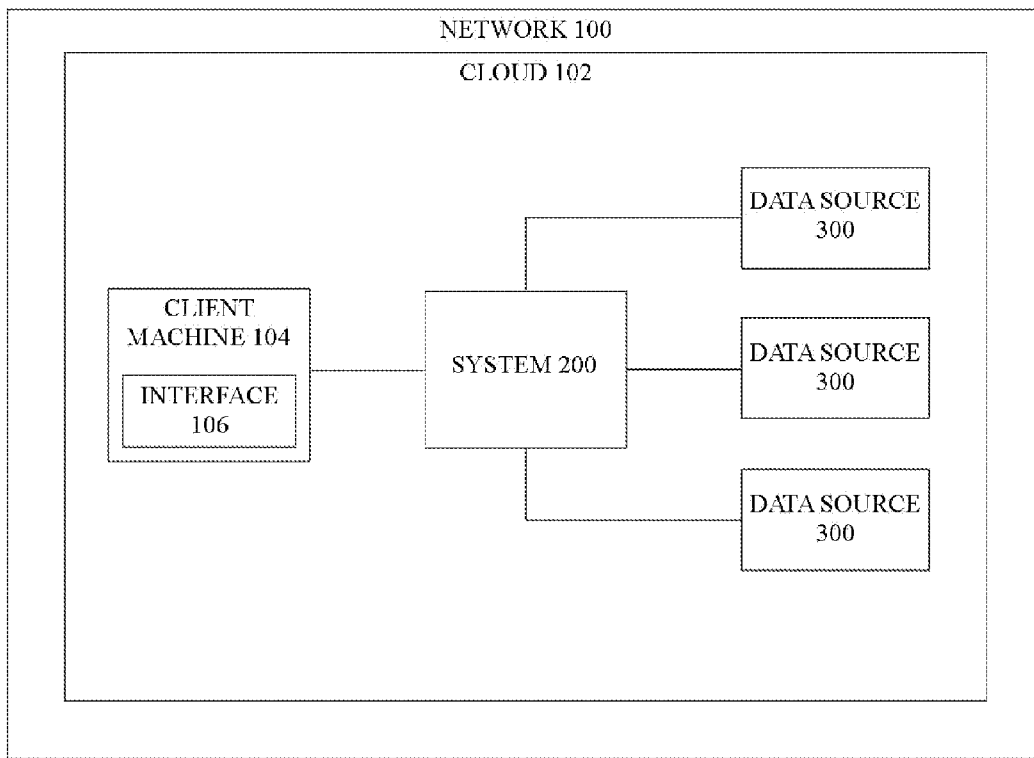 NETWORK 100
CLOUD 102
DATA SOURCE
300
CLIENT
MACHINE 104
INTERFACE
106
SYSTEM 200
DATA SOURCE
300
DATA SOURCE
300